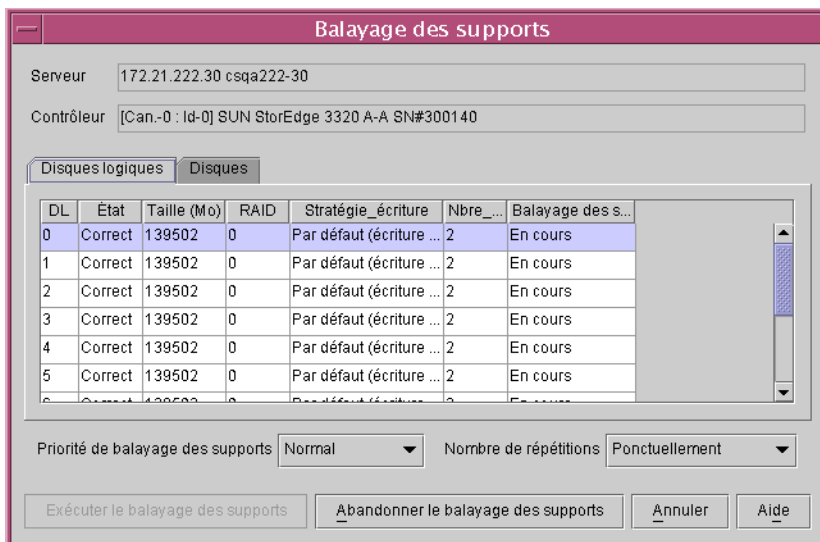 Balayage des supports
Serveur 172.21.222.30 csqa222-30
Contrôleur [Can.-0 : Id-0] SUN StorEdge 3320 A-A SN#300140
Disques logiques Disques
DL État Taille (Mo) RAID Stratégie_écriture Nbre_... Balayage des s...
0 Correct 139502 0 Par défaut (écriture ... 2 En cours
1 Correct 139502 0 Par défaut (écriture ... 2 En cours
2 Correct 139502 0 Par défaut (écriture ... 2 En cours
3 Correct 139502 0 Par défaut (écriture ... 2 En cours
4 Correct 139502 0 Par défaut (écriture ... 2 En cours
5 Correct 139502 0 Par défaut (écriture ... 2 En cours
Priorité de balayage des supports Normal Nombre de répétitions Ponctuellement
Exécuter le balayage des supports Abandonner le balayage des supports Annuler Aide